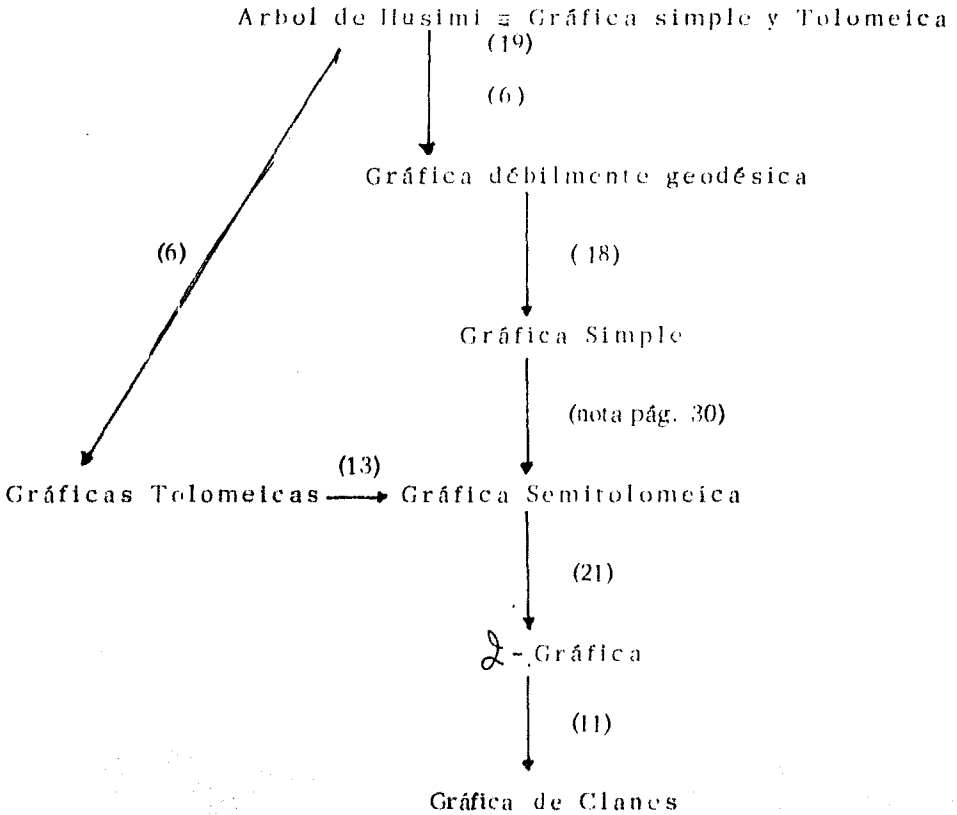 Arbol de Husimi = Gráfica simple y Tolomeica
(19)
(6)
Gráfica débilmente geodésica
(6)
(18)
Gráfica Simple
(nota pág. 30)
Gráficas Tolomeicas
(13)
Gráfica Semitolomeica
(21)
2-Gráfica
(11)
Gráfica de Clanes